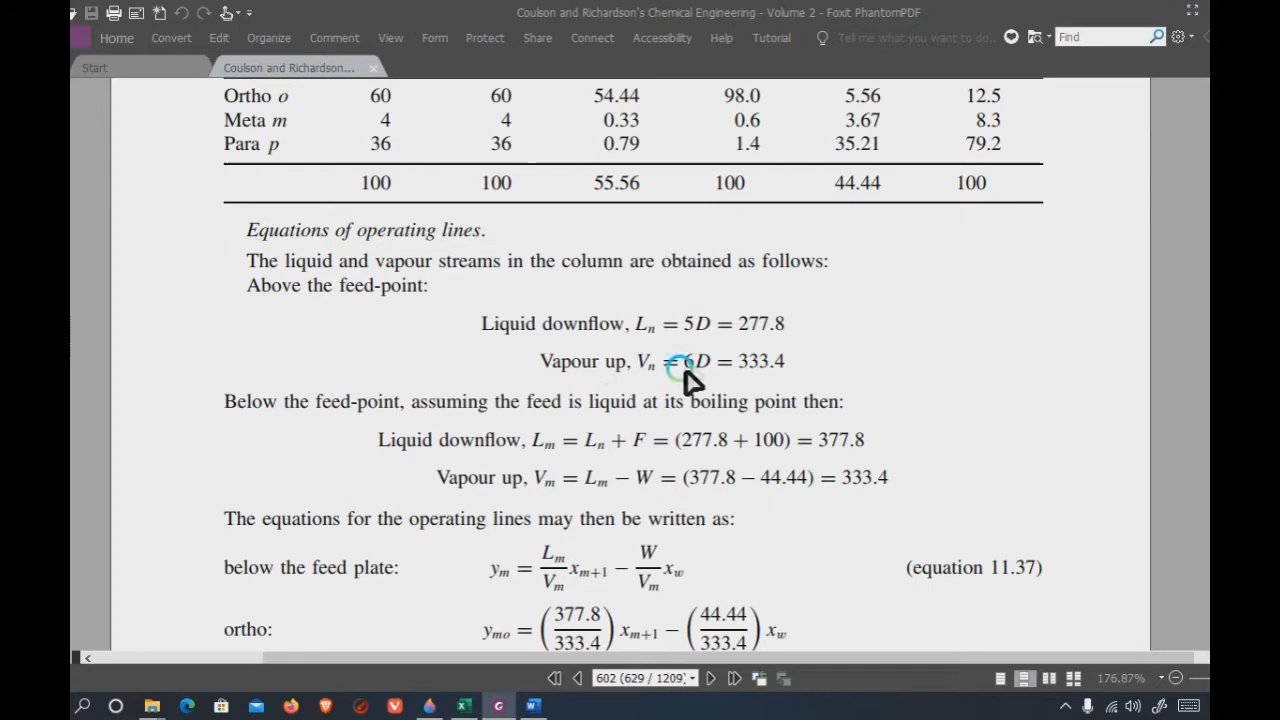 Coulson and Richardson's Chemical Engineering - Volume 2 - Foxit PhantomPDF
Home Convert Edit Organize Comment View Form Protect Share Connect Accessibility Help Tutorial Tell me what you want to do.. Find
Start Coulson and Richardson... ×
Ortho o 60 60 54.44 98.0 5.56 12.5
Meta m 4 4 0.33 0.6 3.67 8.3
Para p 36 36 0.79 1.4 35.21 79.2
100 100 55.56 100 44.44 100
Equations of operating lines.
The liquid and vapour streams in the column are obtained as follows:
Above the feed-point:
Liquid downflow, Lₙ = 5D = 277.8
Vapour up, Vₙ = 6D = 333.4
Below the feed-point, assuming the feed is liquid at its boiling point then:
Liquid downflow, Lₘ = Lₙ + F = (277.8 + 100) = 377.8
Vapour up, Vₘ = Lₘ − W = (377.8 − 44.44) = 333.4
The equations for the operating lines may then be written as:
below the feed plate: yₘ = Lₘ/Vₘ xₘ₊₁ − W/Vₘ x_w (equation 11.37)
ortho: yₘₒ = (377.8/333.4) xₘ₊₁ − (44.44/333.4) x_w
602 (629 / 1209) 176.87%